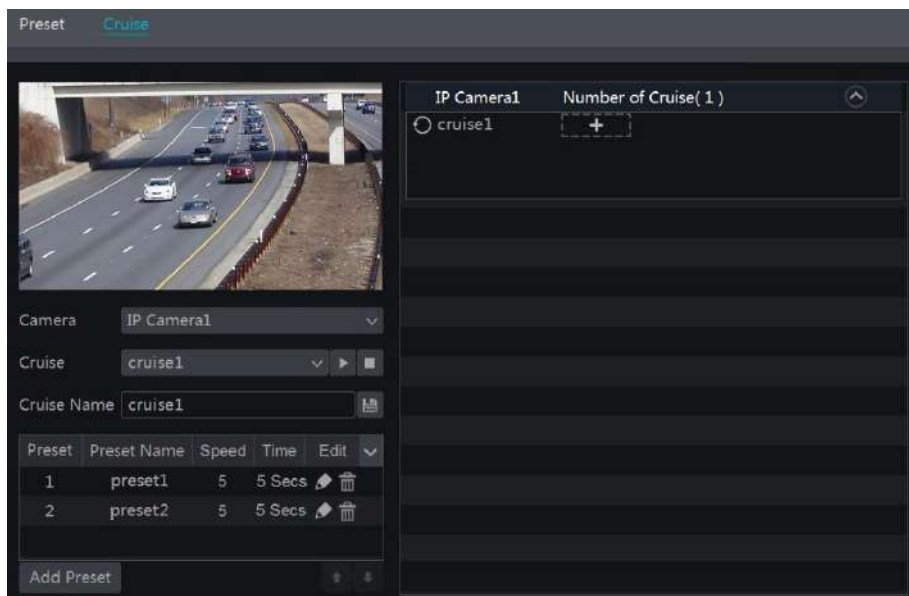 Preset Cruise
IP Camera1 Number of Cruise( 1 )
cruise1 +
Camera IP Camera1
Cruise cruise1
Cruise Name cruise1
Preset Preset Name Speed Time Edit
1 preset1 5 5 Secs
2 preset2 5 5 Secs
Add Preset